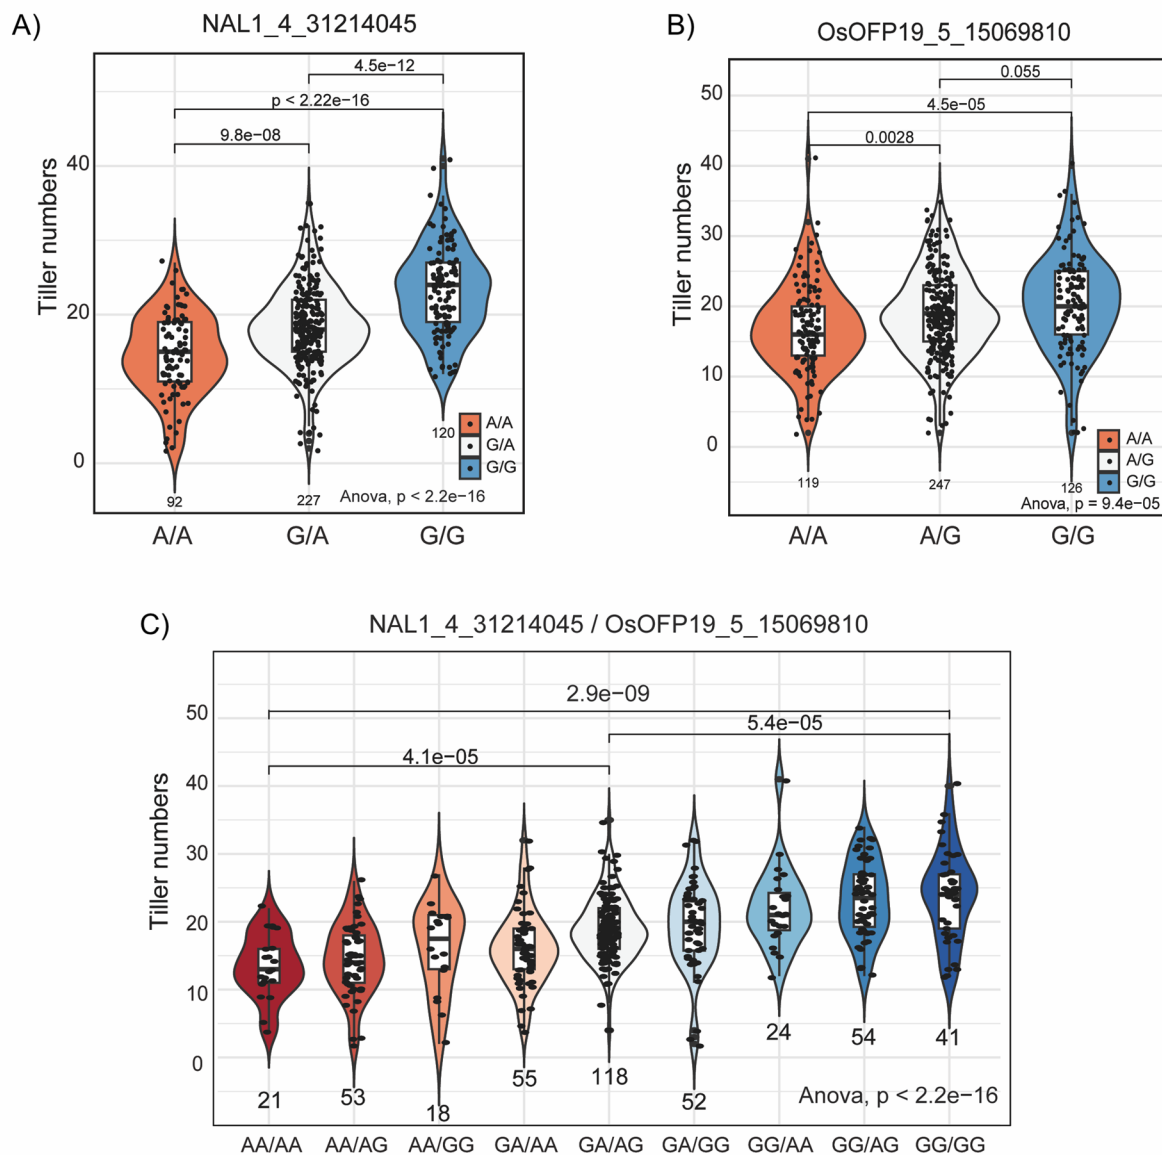 A)
NAL1_4_31214045
4.5e−12
p < 2.22e−16
9.8e−08
Tiller numbers
40
20
0
92
227
120
A/A
G/A
G/G
Anova, p < 2.2e−16
A/A
G/A
G/G
B)
OsOFP19_5_15069810
0.055
4.5e−05
0.0028
Tiller numbers
50
40
30
20
10
0
119
247
126
A/A
A/G
G/G
Anova, p = 9.4e−05
A/A
A/G
G/G
C)
NAL1_4_31214045 / OsOFP19_5_15069810
2.9e−09
5.4e−05
4.1e−05
Tiller numbers
50
40
30
20
10
0
21
53
18
55
118
52
24
54
41
Anova, p < 2.2e−16
AA/AA
AA/AG
AA/GG
GA/AA
GA/AG
GA/GG
GG/AA
GG/AG
GG/GG